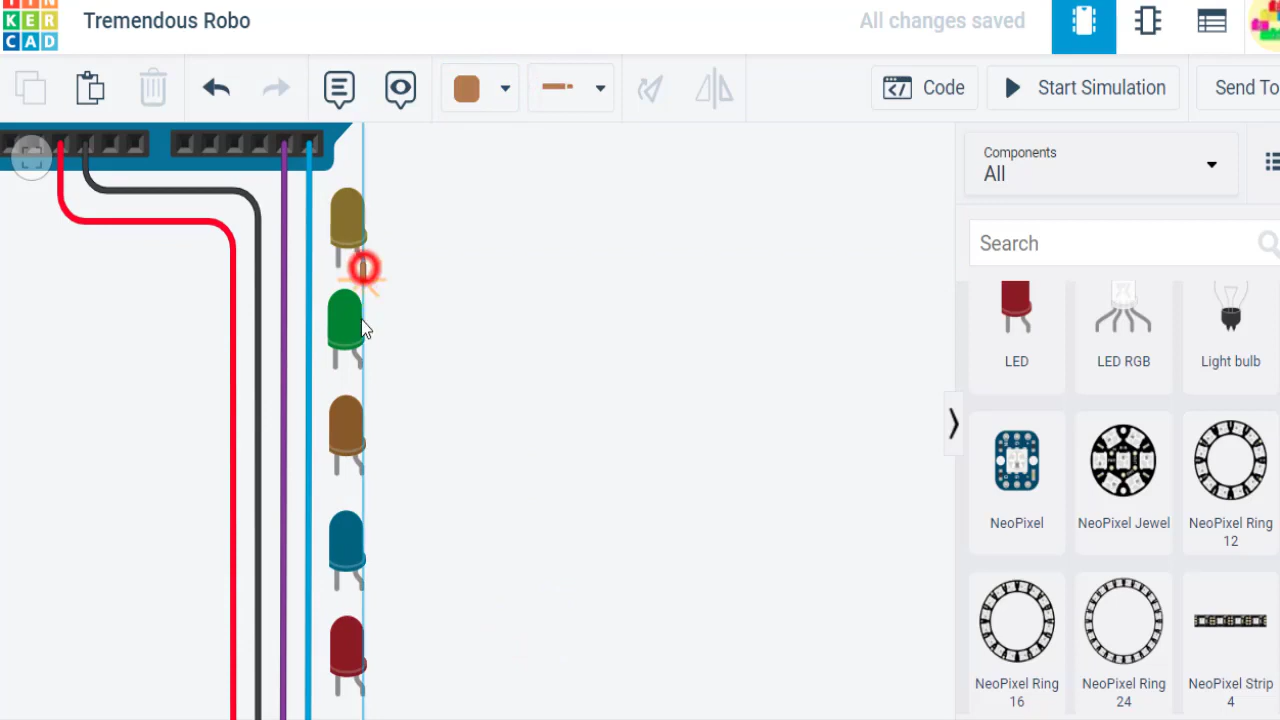 TIN
KER
CAD
Tremendous Robo
All changes saved
Code
Start Simulation
Send To
Components
All
Search
LED
LED RGB
Light bulb
NeoPixel
NeoPixel Jewel
NeoPixel Ring
12
NeoPixel Ring
16
NeoPixel Ring
24
NeoPixel Strip
4